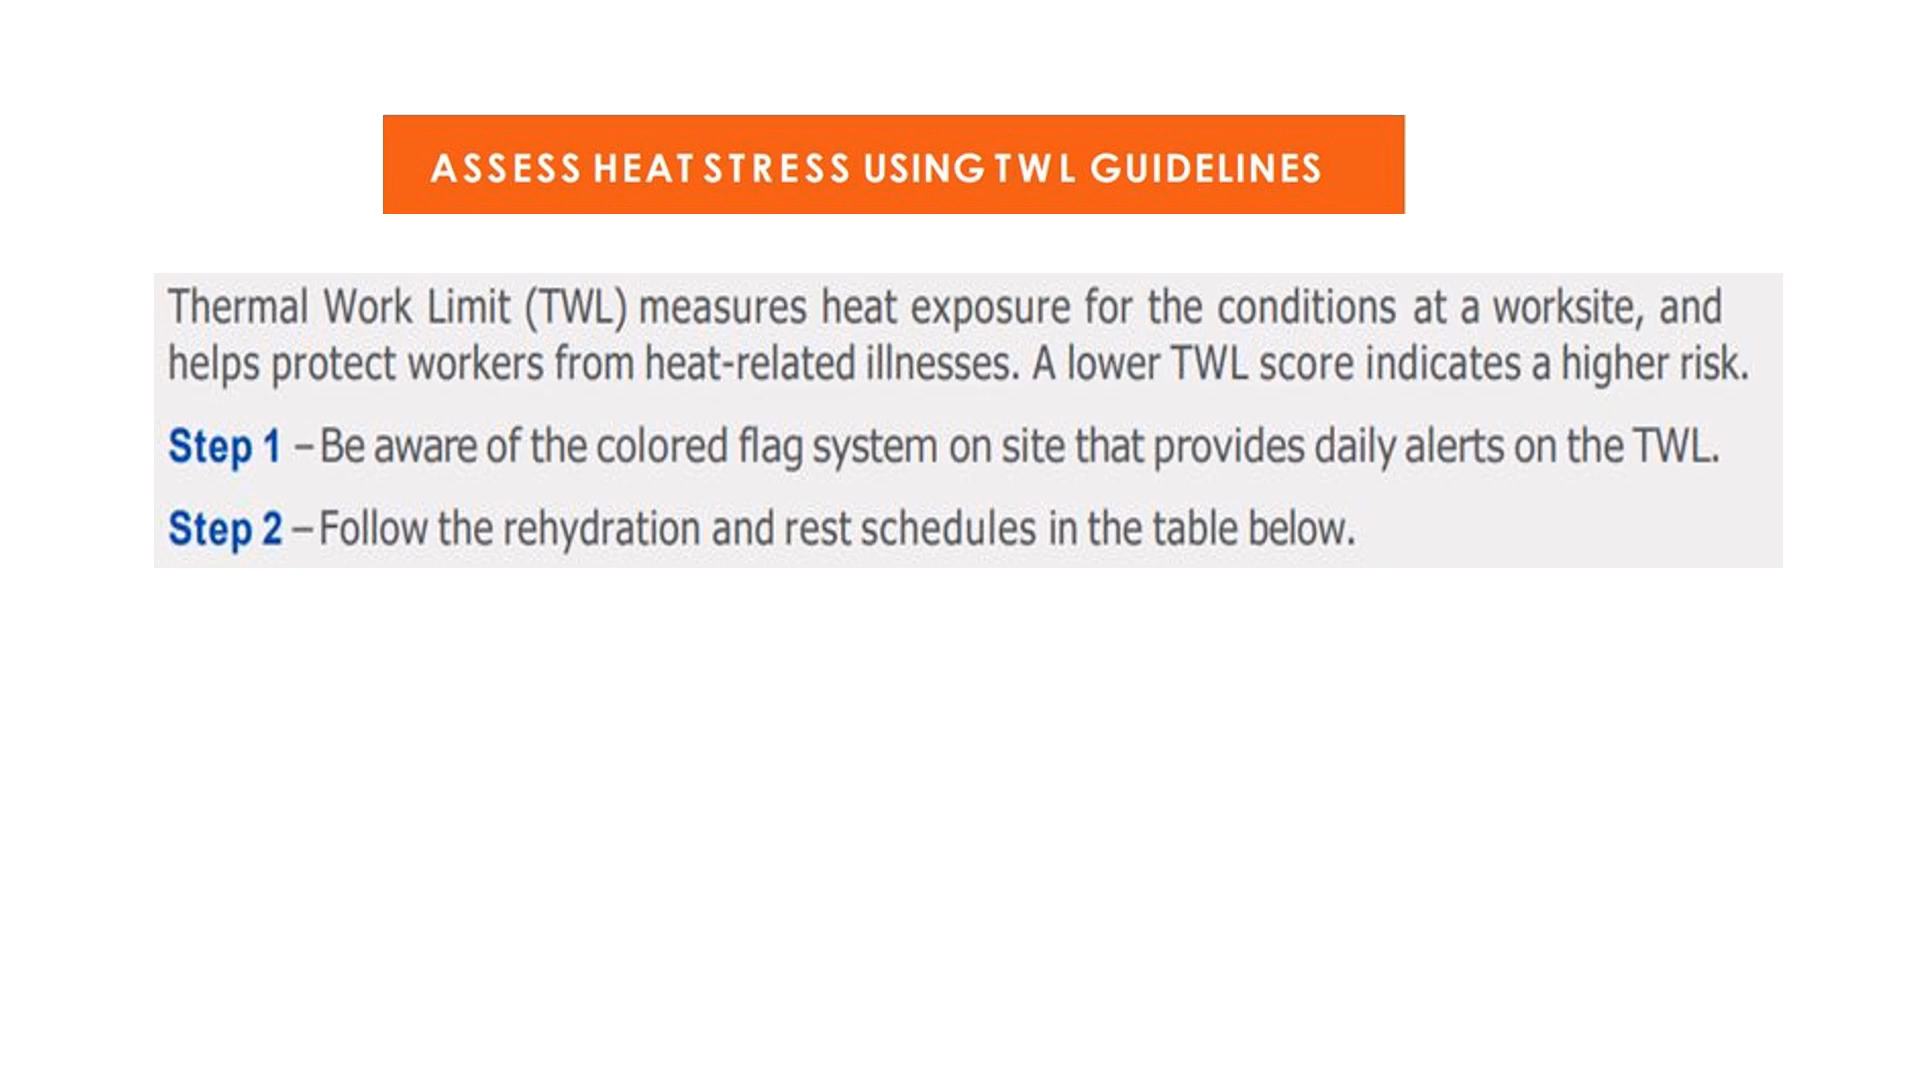 ASSESS HEAT STRESS USING TWL GUIDELINES
Thermal Work Limit (TWL) measures heat exposure for the conditions at a worksite, and
helps protect workers from heat-related illnesses. A lower TWL score indicates a higher risk.
Step 1 – Be aware of the colored flag system on site that provides daily alerts on the TWL.
Step 2 – Follow the rehydration and rest schedules in the table below.